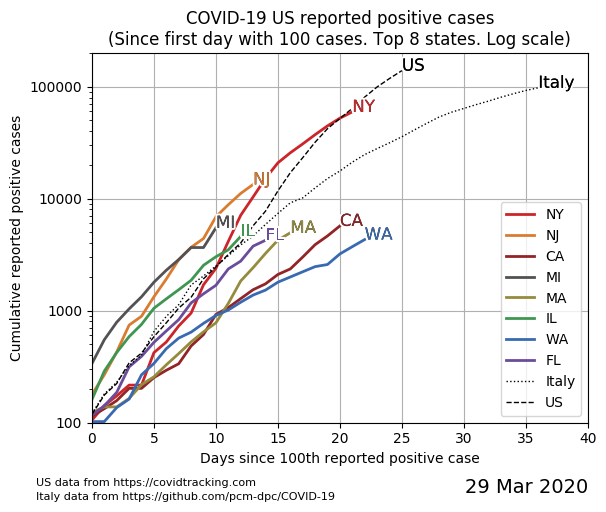 COVID-19 US reported positive cases
(Since first day with 100 cases. Top 8 states. Log scale)
Cumulative reported positive cases
100000
10000
1000
100
US
Italy
NY
NJ
MI
IL
FL
MA
CA
WA
NY
NJ
CA
MI
MA
IL
WA
FL
Italy
US
0 5 10 15 20 25 30 35 40
Days since 100th reported positive case
US data from https://covidtracking.com
Italy data from https://github.com/pcm-dpc/COVID-19
29 Mar 2020